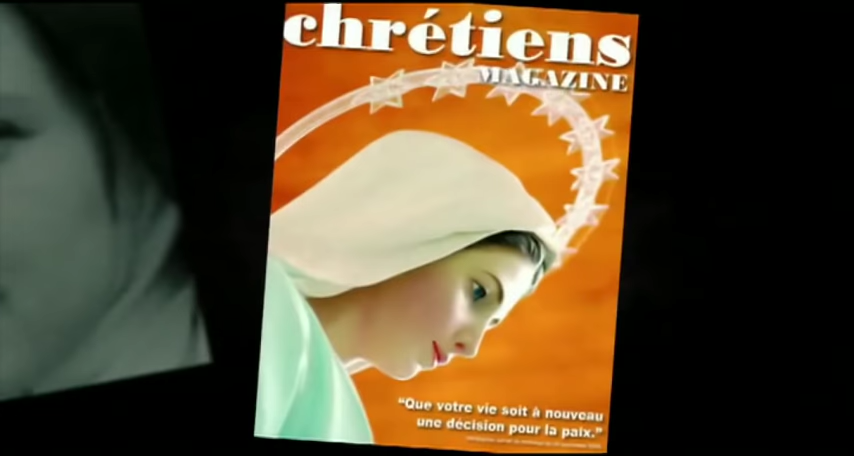 chrétiens
MAGAZINE
“Que votre vie soit à nouveau
une décision pour la paix.”